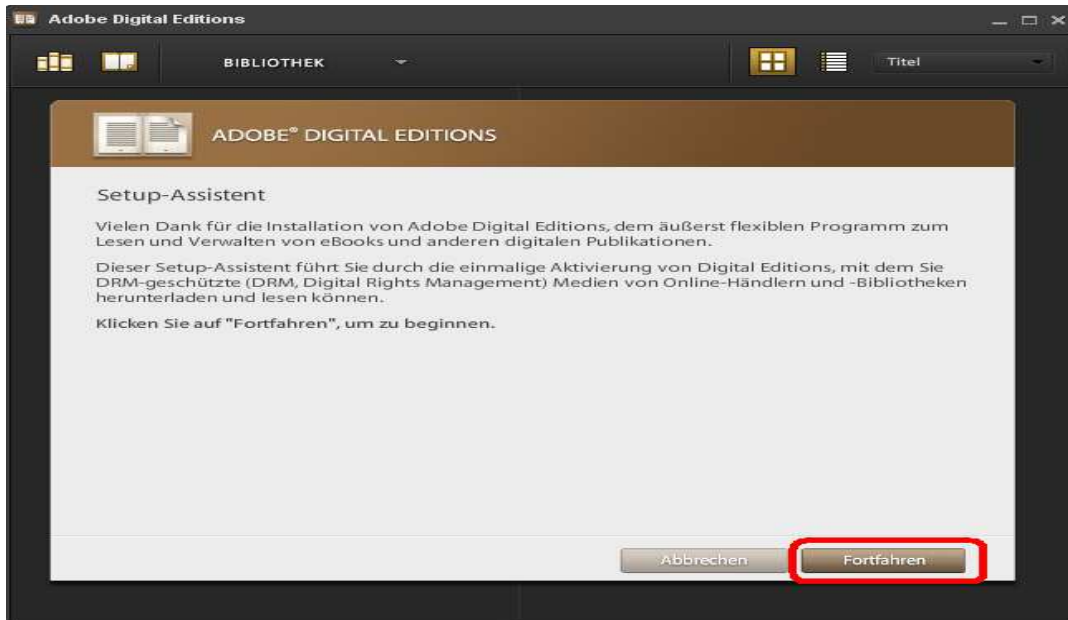 Adobe Digital Editions
BIBLIOTHEK
Titel
ADOBE® DIGITAL EDITIONS
Setup-Assistent
Vielen Dank für die Installation von Adobe Digital Editions, dem äußerst flexiblen Programm zum
Lesen und Verwalten von eBooks und anderen digitalen Publikationen.
Dieser Setup-Assistent führt Sie durch die einmalige Aktivierung von Digital Editions, mit dem Sie
DRM-geschützte (DRM, Digital Rights Management) Medien von Online-Händlern und -Bibliotheken
herunterladen und lesen können.
Klicken Sie auf "Fortfahren", um zu beginnen.
Abbrechen
Fortfahren